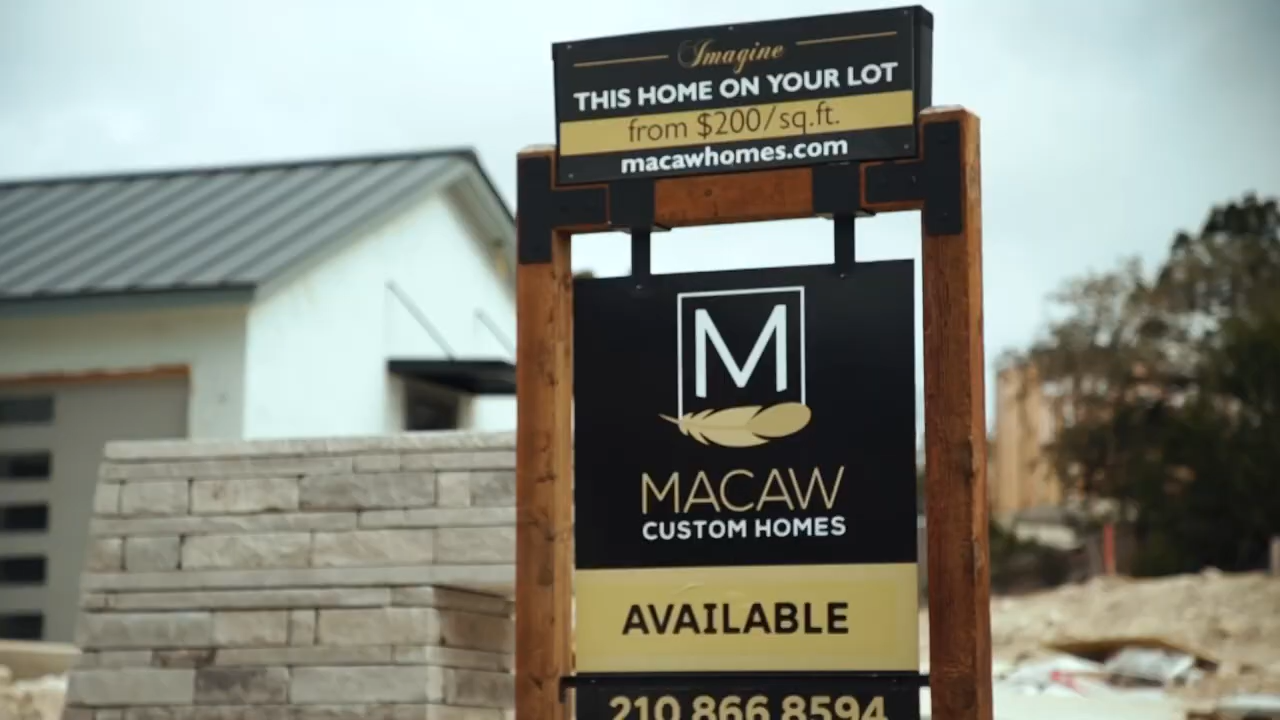 Imagine
THIS HOME ON YOUR LOT
from $200/sq.ft.
macawhomes.com
M
MACAW
CUSTOM HOMES
AVAILABLE
210.866.8594